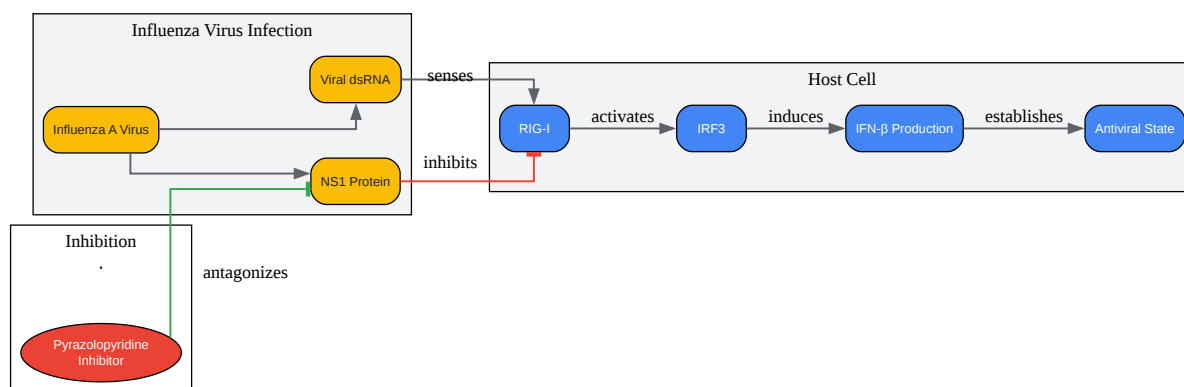 Influenza Virus Infection
Viral dsRNA
senses
Host Cell
Influenza A Virus
RIG-I
activates
IRF3
induces
IFN-β Production
establishes
Antiviral State
NS1 Protein
inhibits
Inhibition
.
antagonizes
Pyrazolopyridine
Inhibitor